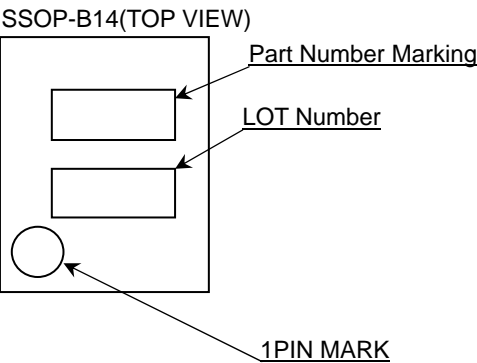 SSOP-B14(TOP VIEW)
Part Number Marking
LOT Number
1PIN MARK